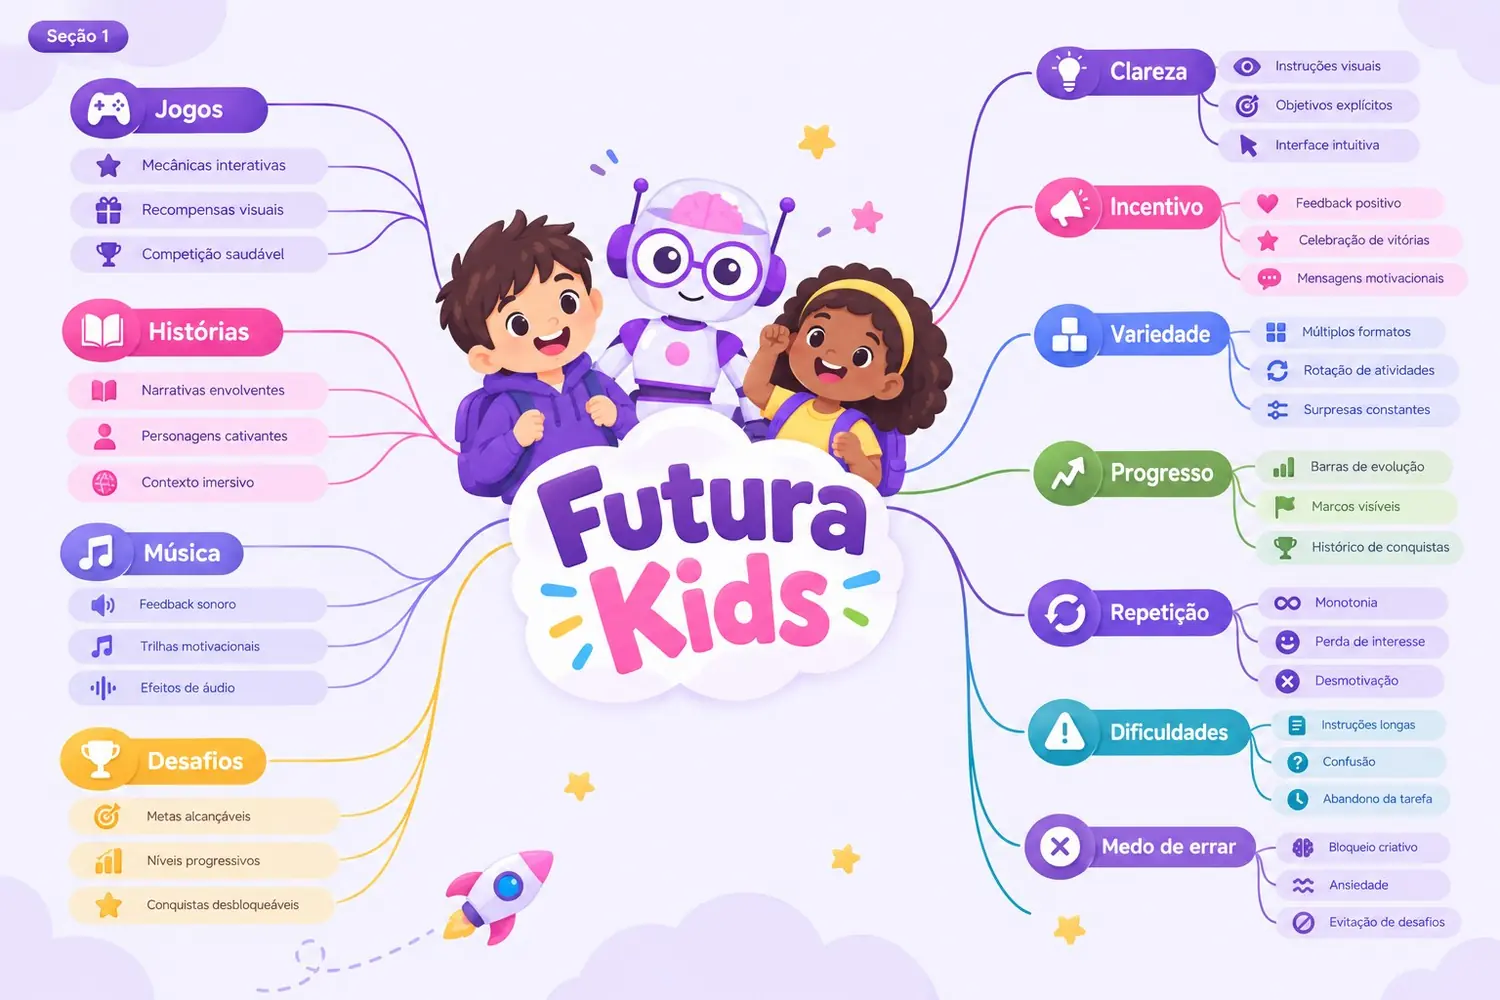 Seção 1
Jogos
Mecânicas interativas
Recompensas visuais
Competição saudável
Histórias
Narrativas envolventes
Personagens cativantes
Contexto imersivo
Música
Feedback sonoro
Trilhas motivacionais
Efeitos de áudio
Desafios
Metas alcançáveis
Níveis progressivos
Conquistas desbloqueáveis
Futura
Kids
Clareza
Instruções visuais
Objetivos explícitos
Interface intuitiva
Incentivo
Feedback positivo
Celebração de vitórias
Mensagens motivacionais
Variedade
Múltiplos formatos
Rotação de atividades
Surpresas constantes
Progresso
Barras de evolução
Marcos visíveis
Histórico de conquistas
Repetição
Monotonia
Perda de interesse
Desmotivação
Dificuldades
Instruções longas
Confusão
Abandono da tarefa
Medo de errar
Bloqueio criativo
Ansiedade
Evitação de desafios